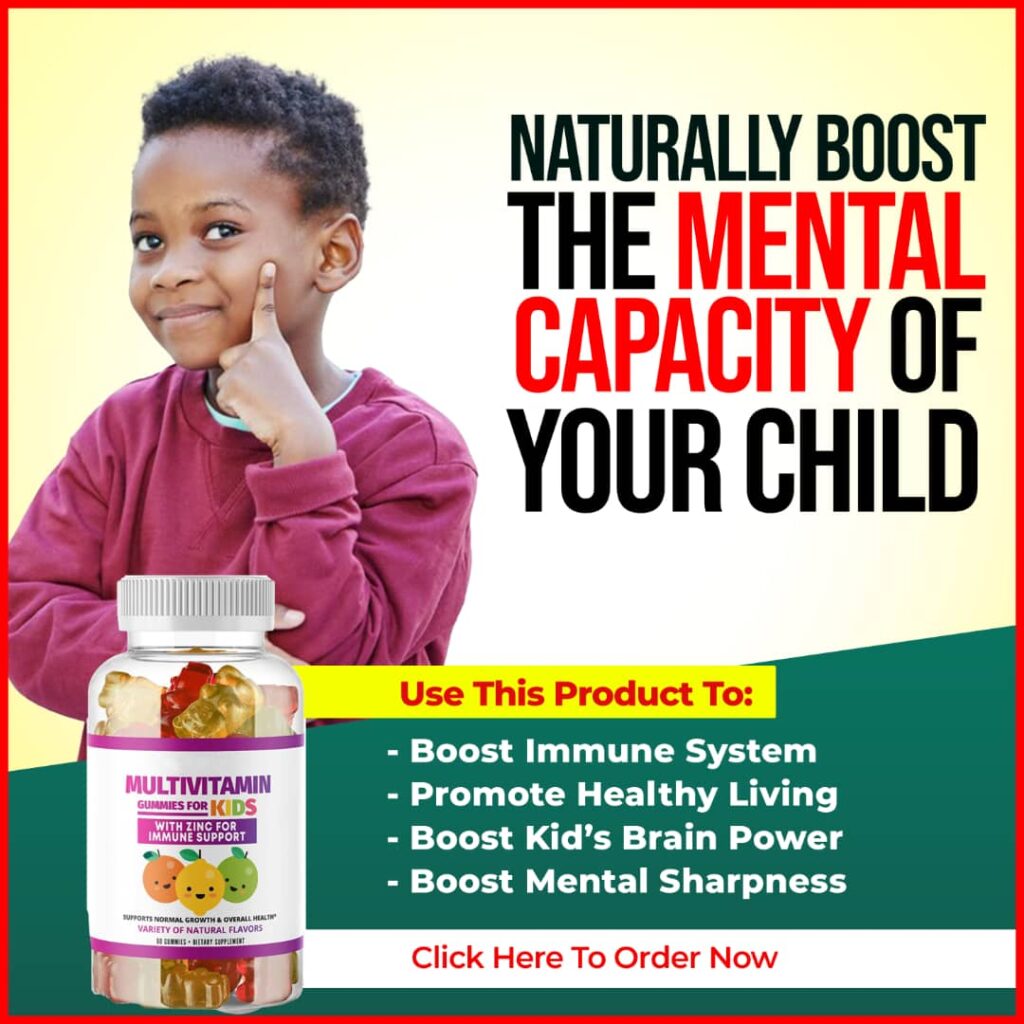 NATURALLY BOOST
THE MENTAL
CAPACITY OF
YOUR CHILD
Use This Product To:
- Boost Immune System
- Promote Healthy Living
- Boost Kid's Brain Power
- Boost Mental Sharpness
Click Here To Order Now
MULTIVITAMIN
GUMMIES FOR KIDS
WITH ZINC FOR
IMMUNE SUPPORT
SUPPORTS NORMAL GROWTH & OVERALL HEALTH*
VARIETY OF NATURAL FLAVORS
60 GUMMIES • DIETARY SUPPLEMENT